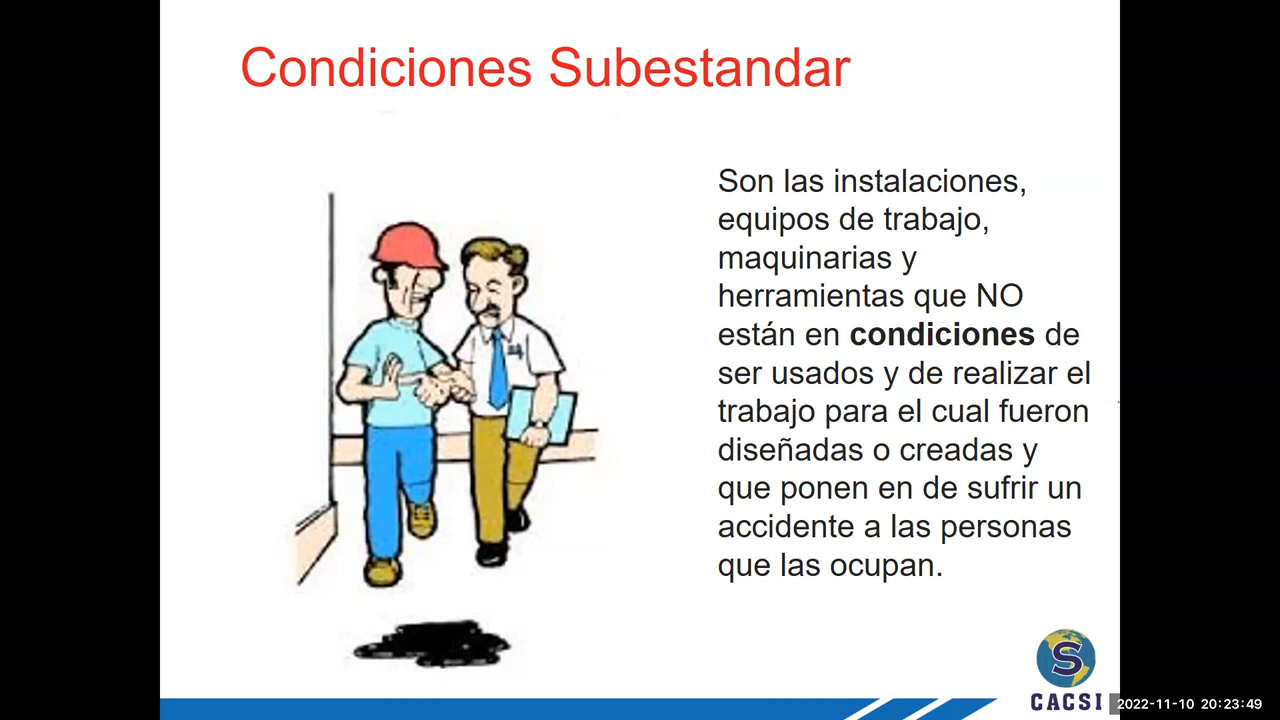 Condiciones Subestandar
Son las instalaciones,
equipos de trabajo,
maquinarias y
herramientas que NO
están en condiciones de
ser usados y de realizar el
trabajo para el cual fueron
diseñadas o creadas y
que ponen en de sufrir un
accidente a las personas
que las ocupan.
S
CACSI
2022-11-10 20:23:49